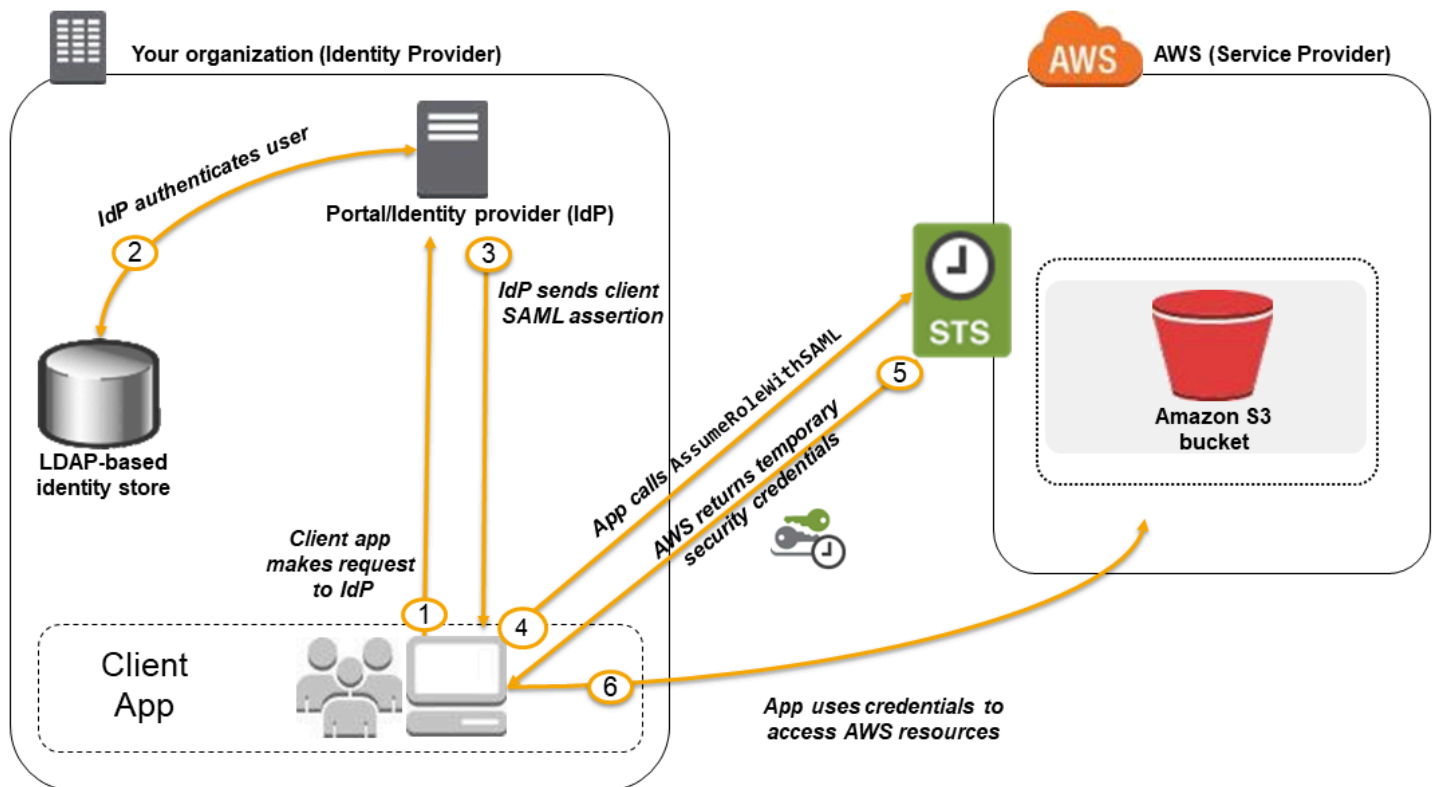 Your organization (Identity Provider)
AWS
AWS (Service Provider)
IdP authenticates user
Portal/Identity provider (IdP)
2
3
IdP sends client
SAML assertion
STS
LDAP-based
identity store
App calls AssumeRoleWithSAML
5
AWS returns temporary
security credentials
Amazon S3
bucket
Client app
makes request
to IdP
1
4
Client
App
6
App uses credentials to
access AWS resources